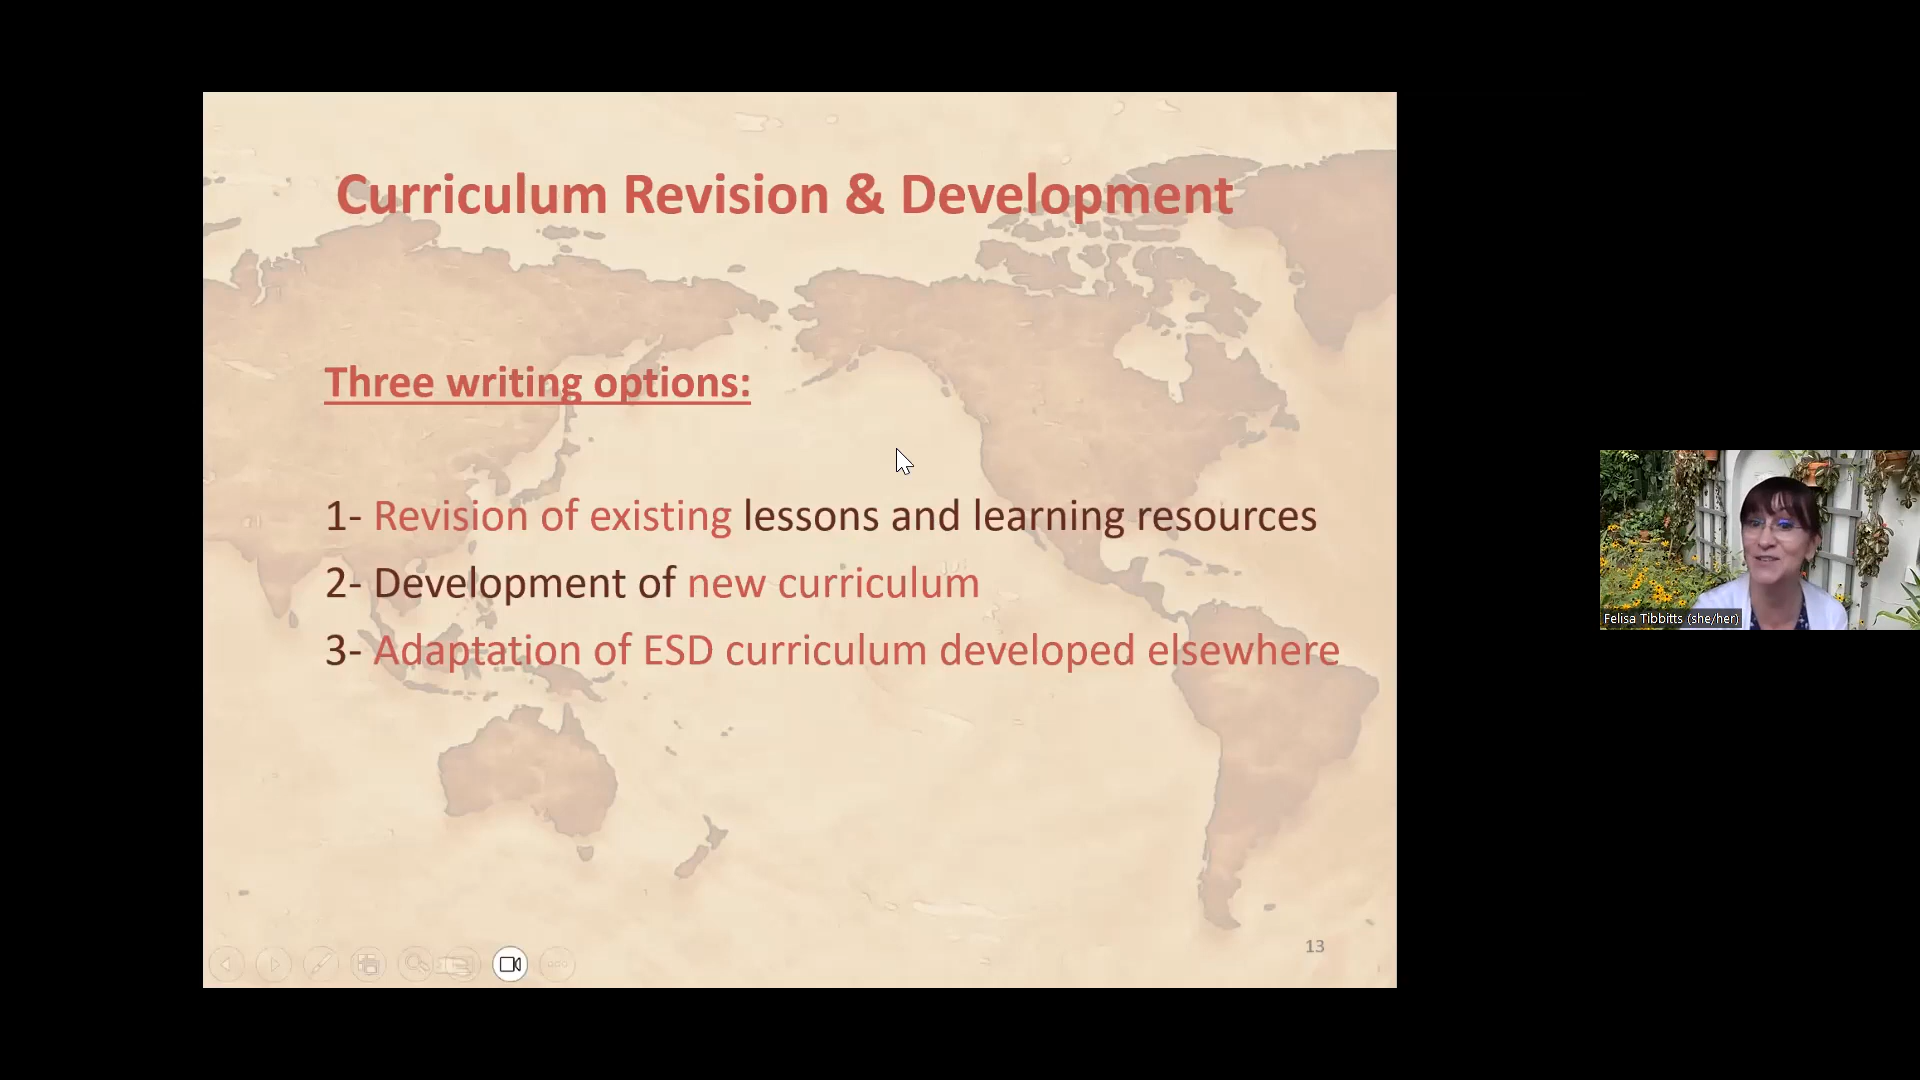 Curriculum Revision & Development
Three writing options:
1- Revision of existing lessons and learning resources
2- Development of new curriculum
3- Adaptation of ESD curriculum developed elsewhere
13
Felisa Tibbitts (she/her)